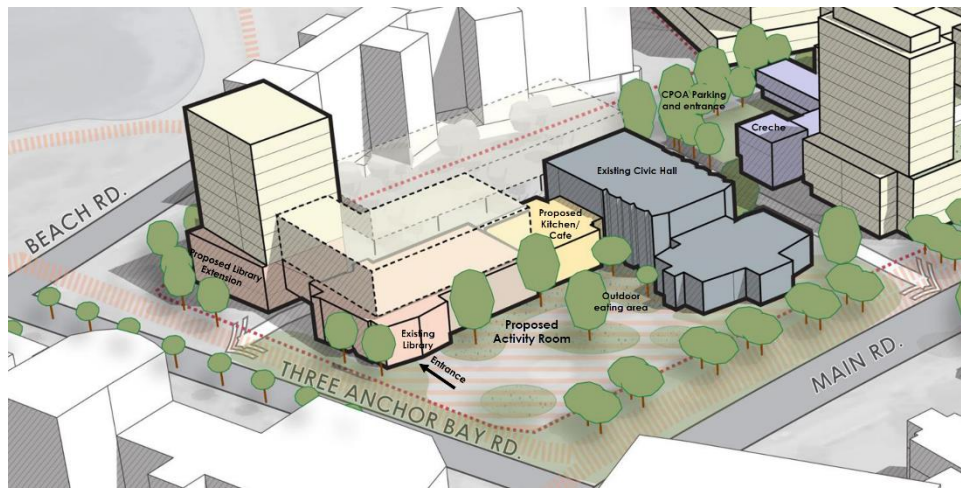 CPOA Parking
and entrance
Creche
Existing Civic Hall
BEACH RD.
Proposed
Kitchen/
Cafe
Proposed Library
Extension
Outdoor
eating area
Proposed
Activity Room
Existing
Library
Entrance
THREE ANCHOR BAY RD.
MAIN RD.